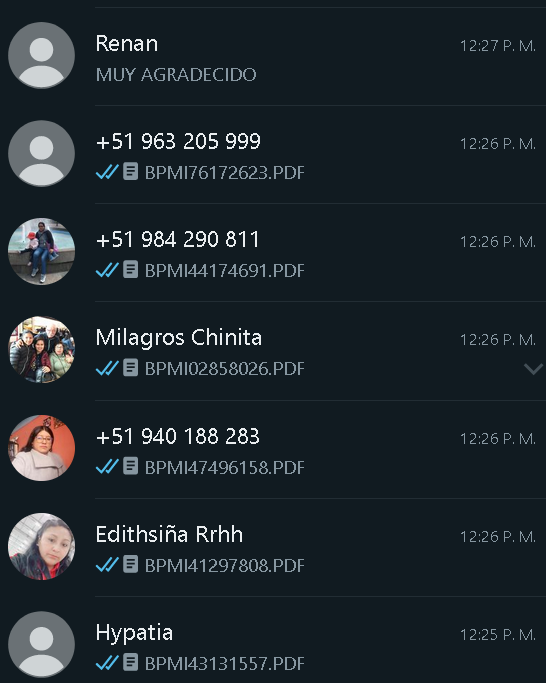 Renan
12:27 P. M.
MUY AGRADECIDO
+51 963 205 999
12:26 P. M.
BPMI76172623.PDF
+51 984 290 811
12:26 P. M.
BPMI44174691.PDF
Milagros Chinita
12:26 P. M.
BPMI02858026.PDF
+51 940 188 283
12:26 P. M.
BPMI47496158.PDF
Edithsiña Rrhh
12:26 P. M.
BPMI41297808.PDF
Hypatia
12:25 P. M.
BPMI43131557.PDF